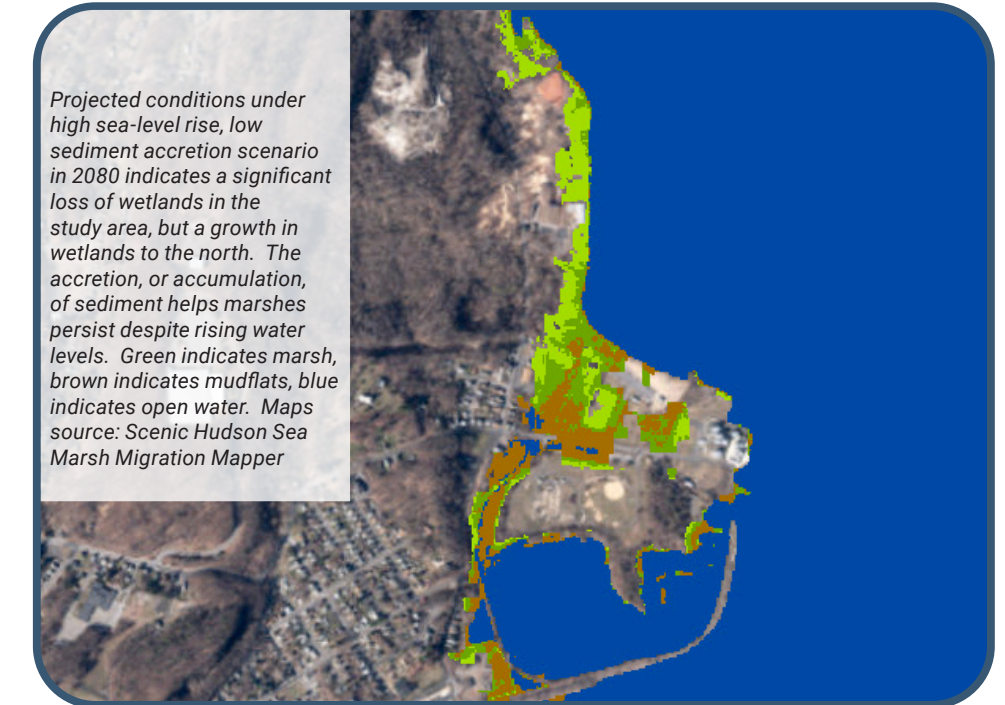 Projected conditions under
high sea-level rise, low
sediment accretion scenario
in 2080 indicates a significant
loss of wetlands in the
study area, but a growth in
wetlands to the north.  The
accretion, or accumulation,
of sediment helps marshes
persist despite rising water
levels.  Green indicates marsh,
brown indicates mudflats, blue
indicates open water.  Maps
source: Scenic Hudson Sea
Marsh Migration Mapper